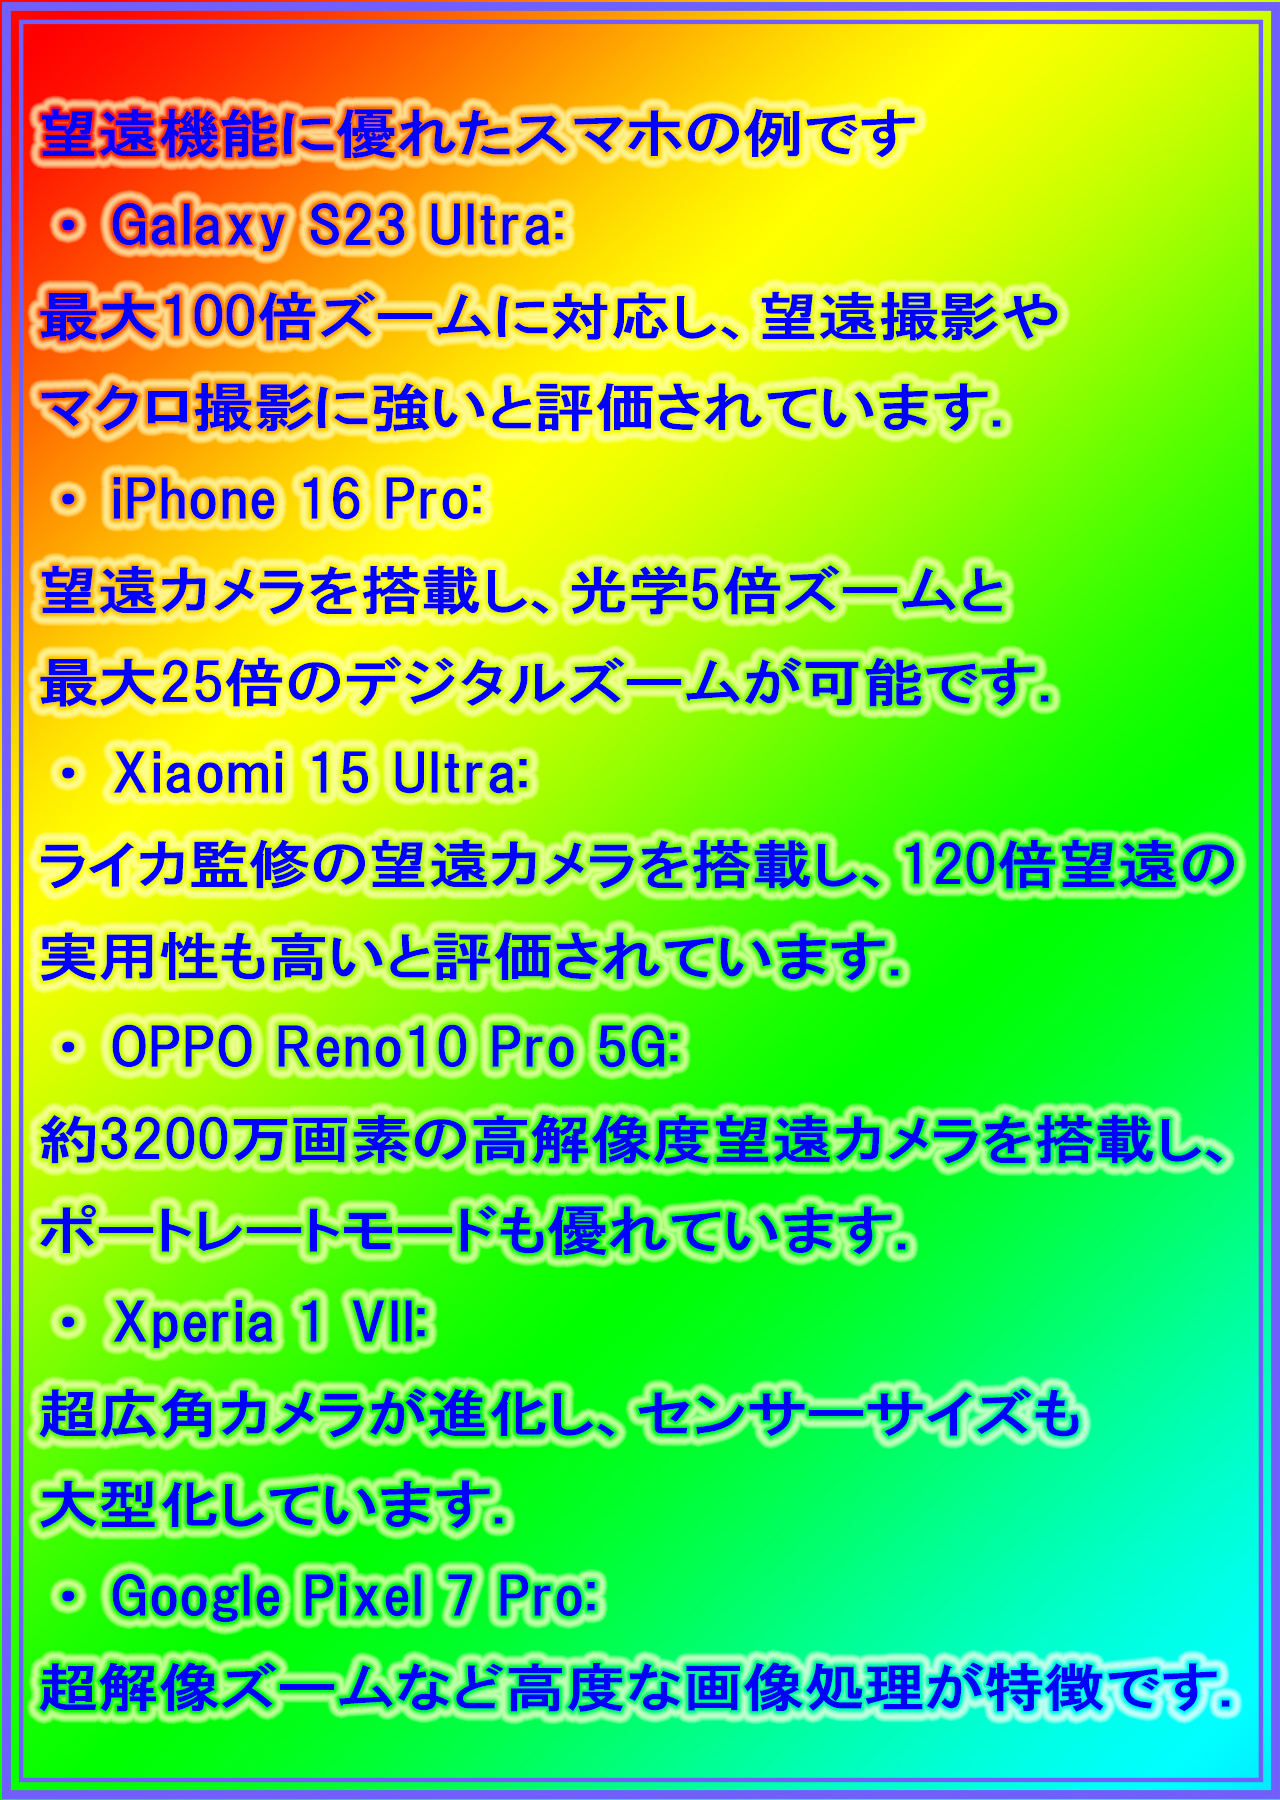 望遠機能に優れたスマホの例です
・ Galaxy S23 Ultra:
最大100倍ズームに対応し、望遠撮影や
マクロ撮影に強いと評価されています.
・ iPhone 16 Pro:
望遠カメラを搭載し、光学5倍ズームと
最大25倍のデジタルズームが可能です.
・ Xiaomi 15 Ultra:
ライカ監修の望遠カメラを搭載し、120倍望遠の
実用性も高いと評価されています.
・ OPPO Reno10 Pro 5G:
約3200万画素の高解像度望遠カメラを搭載し、
ポートレートモードも優れています.
・ Xperia 1 VII:
超広角カメラが進化し、センサーサイズも
大型化しています.
・ Google Pixel 7 Pro:
超解像ズームなど高度な画像処理が特徴です.